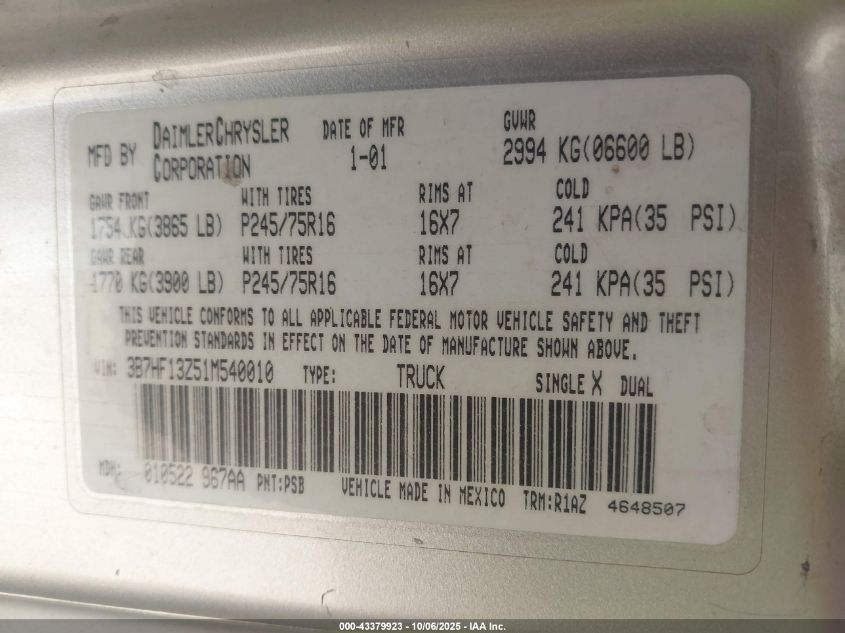 MFD BY DAIMLERCHRYSLER CORPORATION
DATE OF MFR
1-01
GVWR
2994 KG(06600 LB)
GAWR FRONT WITH TIRES RIMS AT COLD
1754 KG(3865 LB) P245/75R16 16X7 241 KPA(35 PSI)
GAWR REAR WITH TIRES RIMS AT COLD
1770 KG(3900 LB) P245/75R16 16X7 241 KPA(35 PSI)
THIS VEHICLE CONFORMS TO ALL APPLICABLE FEDERAL MOTOR VEHICLE SAFETY AND THEFT
PREVENTION STANDARDS IN EFFECT ON THE DATE OF MANUFACTURE SHOWN ABOVE.
VIN: 3B7HF13Z51M540010 TYPE: TRUCK SINGLE X DUAL
MDH: 010522 967AA PNT:PSB VEHICLE MADE IN MEXICO TRM:R1AZ 4648507
000-43379923 - 10/06/2025 - IAA Inc.